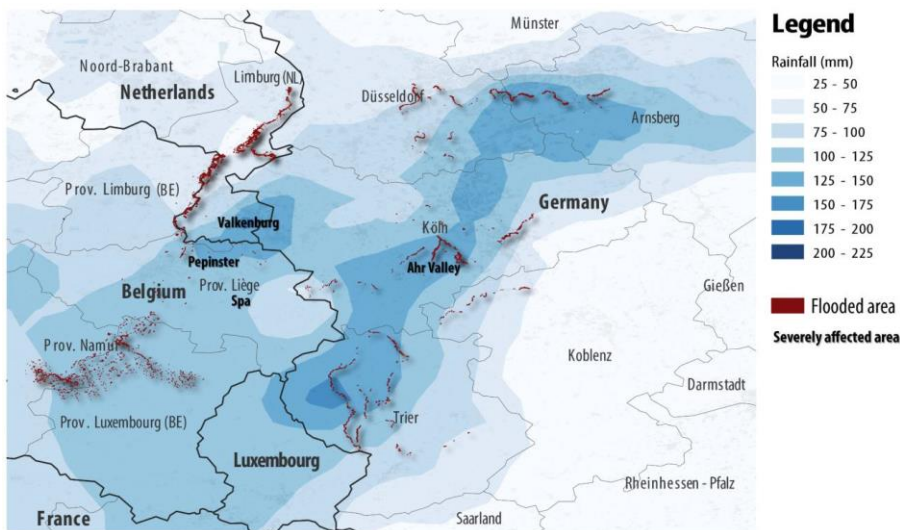 Münster
Noord-Brabant
Netherlands
Limburg (NL)
Düsseldorf
Arnsberg
Prov. Limburg (BE)
Valkenburg
Germany
Köln
Pepinster
Ahr Valley
Belgium
Prov. Liège
Spa
Gießen
Prov. Namur
Koblenz
Darmstadt
Prov. Luxembourg (BE)
Trier
Luxembourg
Rheinhessen - Pfalz
France
Saarland
Legend
Rainfall (mm)
25 - 50
50 - 75
75 - 100
100 - 125
125 - 150
150 - 175
175 - 200
200 - 225
Flooded area
Severely affected area